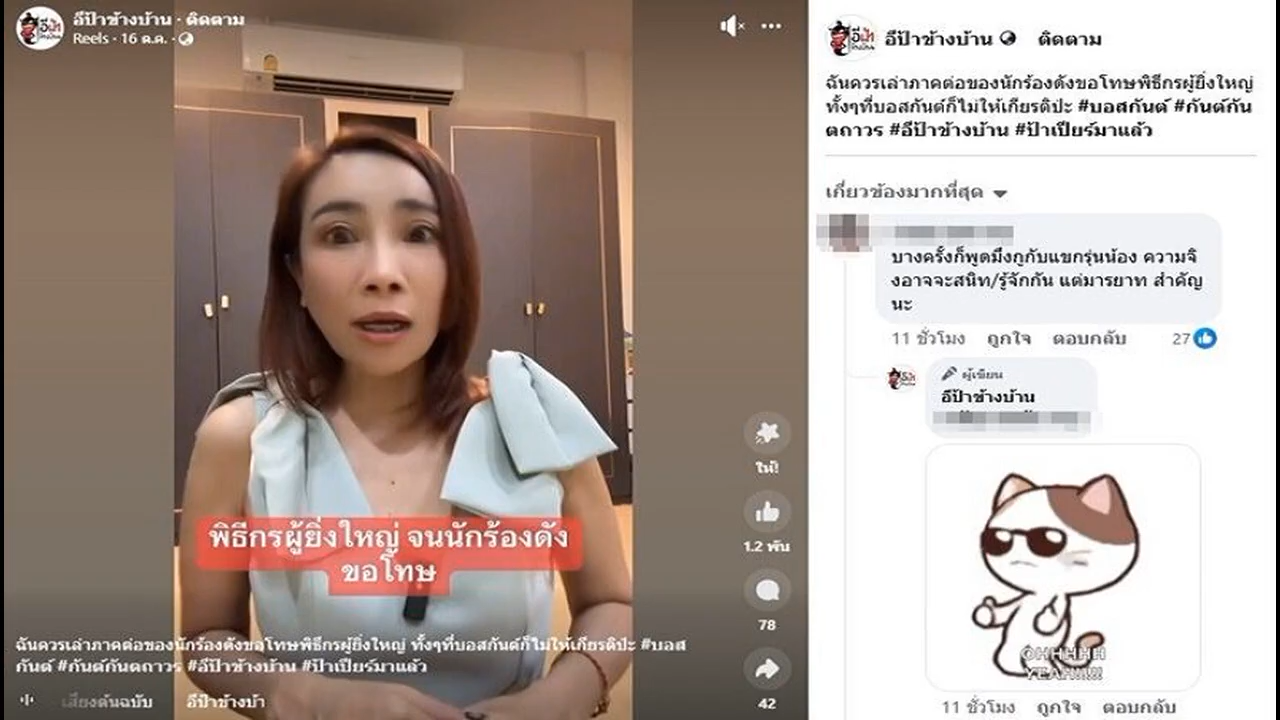 อีป้าข้างบ้าน · ติดตาม
Reels · 16 ต.ค. ·
พิธีกรผู้ยิ่งใหญ่ จนนักร้องดัง
ขอโทษ
ฉันควรเล่าภาคต่อของนักร้องดังขอโทษพิธีกรผู้ยิ่งใหญ่ ทั้งๆที่บอสกันต์ก็ไม่ให้เกียรติป่ะ #บอส
กันต์ #กันต์กันตถาวร #อีป้าข้างบ้าน #ป้าเปียร์มาแล้ว
เสียงต้นฉบับ อีป้าข้างบ้า
ให้!
1.2 พัน
78
42
อีป้าข้างบ้าน ติดตาม
ฉันควรเล่าภาคต่อของนักร้องดังขอโทษพิธีกรผู้ยิ่งใหญ่
ทั้งๆที่บอสกันต์ก็ไม่ให้เกียรติป่ะ #บอสกันต์ #กันต์กัน
ตถาวร #อีป้าข้างบ้าน #ป้าเปียร์มาแล้ว
เกี่ยวข้องมากที่สุด
บางครั้งก็พูดมึงกูกับแขกรุ่นน้อง ความจิ
งอาจจะสนิท/รู้จักกัน แต่มารยาท สำคัญ
นะ
11 ชั่วโมง ถูกใจ ตอบกลับ 27
ผู้เขียน
อีป้าข้างบ้าน
OHHHHH
YEAH!!!!!
11 ชั่วโมง ถูกใจ ตอบกลับ